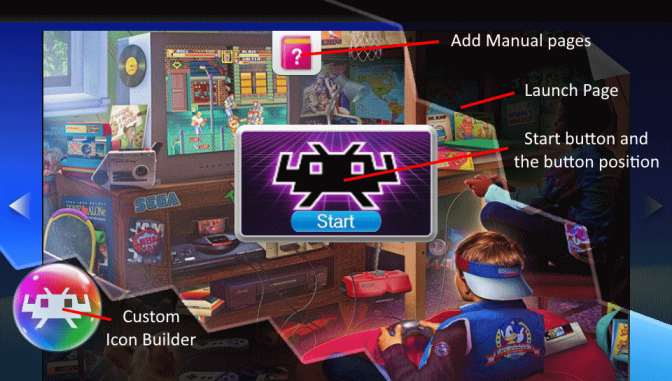 Add Manual pages
?
Launch Page
Start button and
the button position
Start
SEGA
Custom
Icon Builder